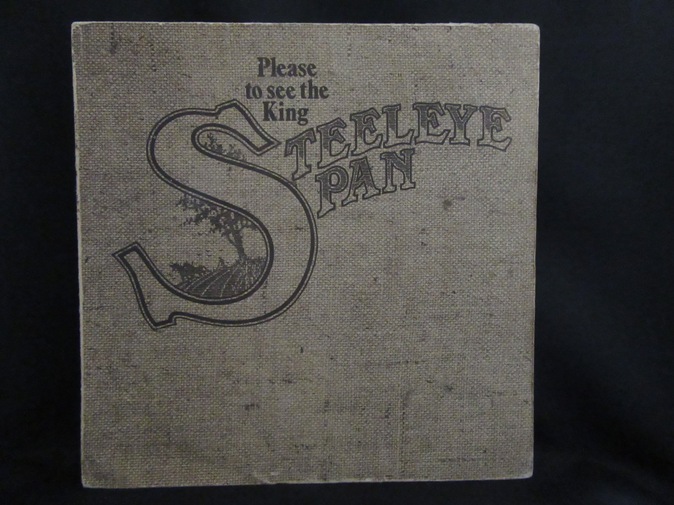 Please
to see the
King
STEELEYE
SPAN